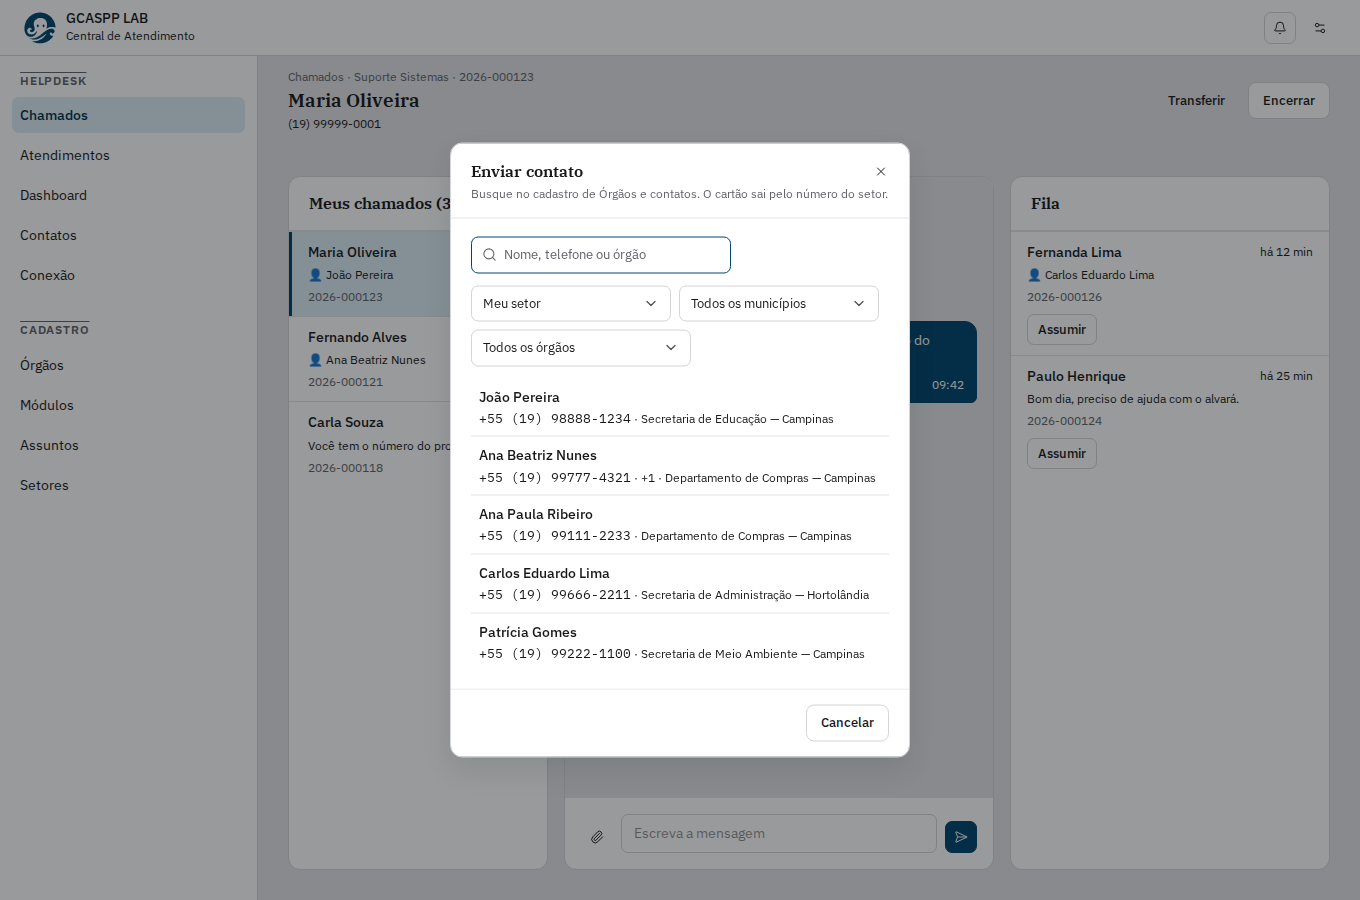 GCASPP LAB
Central de Atendimento
HELPDESK
Chamados
Atendimentos
Dashboard
Contatos
Conexão
CADASTRO
Órgãos
Módulos
Assuntos
Setores
Chamados · Suporte Sistemas · 2026-000123
Maria Oliveira
(19) 99999-0001
Transferir
Encerrar
Meus chamados (3
Maria Oliveira
João Pereira
2026-000123
Fernando Alves
Ana Beatriz Nunes
2026-000121
Carla Souza
Você tem o número do pro
2026-000118
Enviar contato
Busque no cadastro de Órgãos e contatos. O cartão sai pelo número do setor.
Nome, telefone ou órgão
Meu setor
Todos os municípios
Todos os órgãos
João Pereira
+55 (19) 98888-1234 · Secretaria de Educação — Campinas
Ana Beatriz Nunes
+55 (19) 99777-4321 · +1 · Departamento de Compras — Campinas
Ana Paula Ribeiro
+55 (19) 99111-2233 · Departamento de Compras — Campinas
Carlos Eduardo Lima
+55 (19) 99666-2211 · Secretaria de Administração — Hortolândia
Patrícia Gomes
+55 (19) 99222-1100 · Secretaria de Meio Ambiente — Campinas
Cancelar
do
09:42
Escreva a mensagem
Fila
Fernanda Lima
há 12 min
Carlos Eduardo Lima
2026-000126
Assumir
Paulo Henrique
há 25 min
Bom dia, preciso de ajuda com o alvará.
2026-000124
Assumir